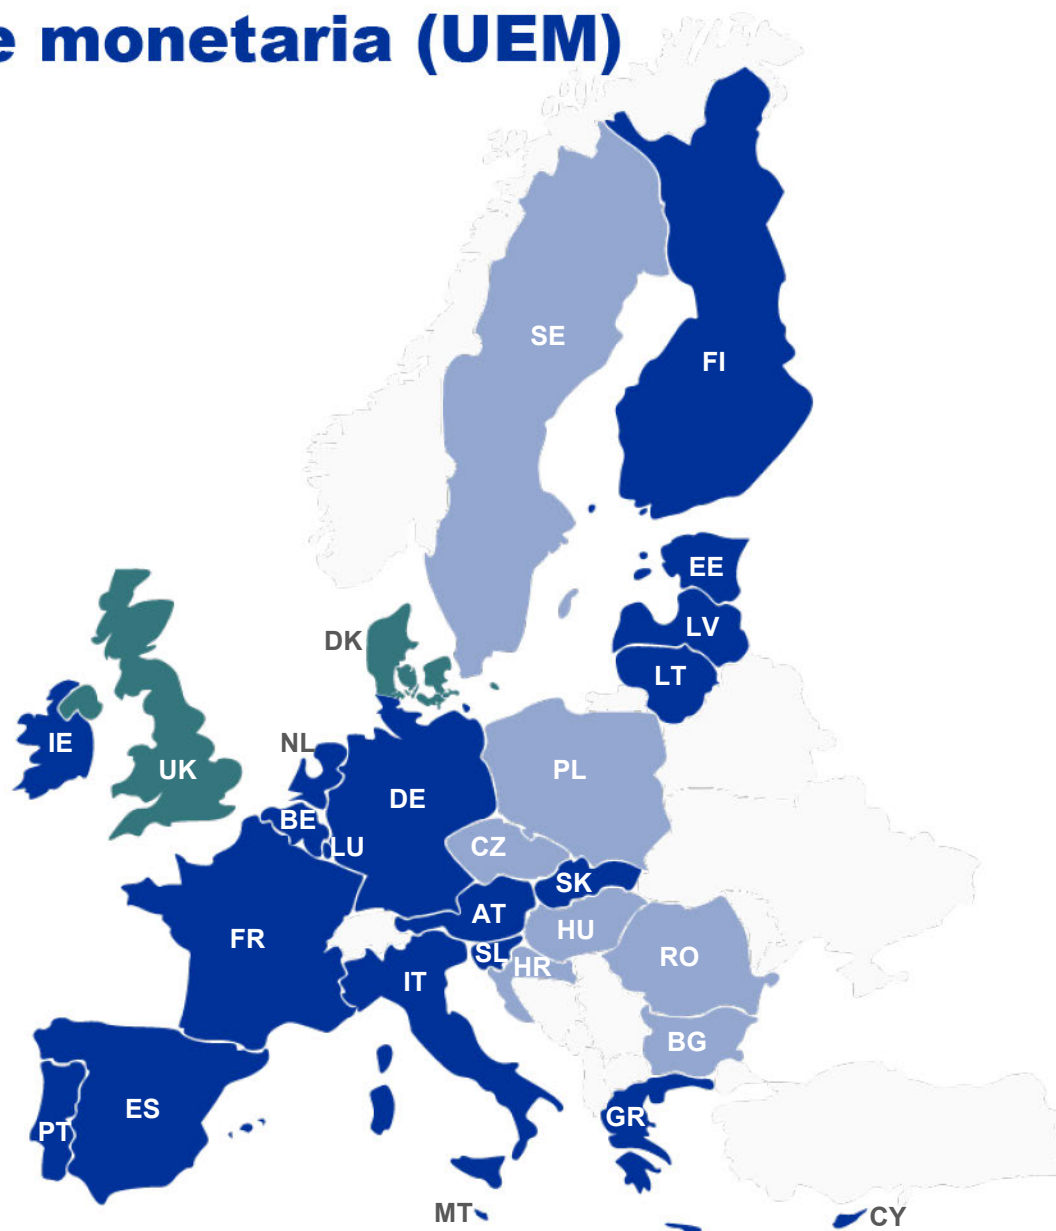 e monetaria (UEM)
SE
FI
EE
LV
LT
DK
IE
UK
NL
BE
LU
DE
PL
CZ
SK
AT
HU
FR
SL
HR
IT
RO
BG
ES
PT
GR
MT
CY